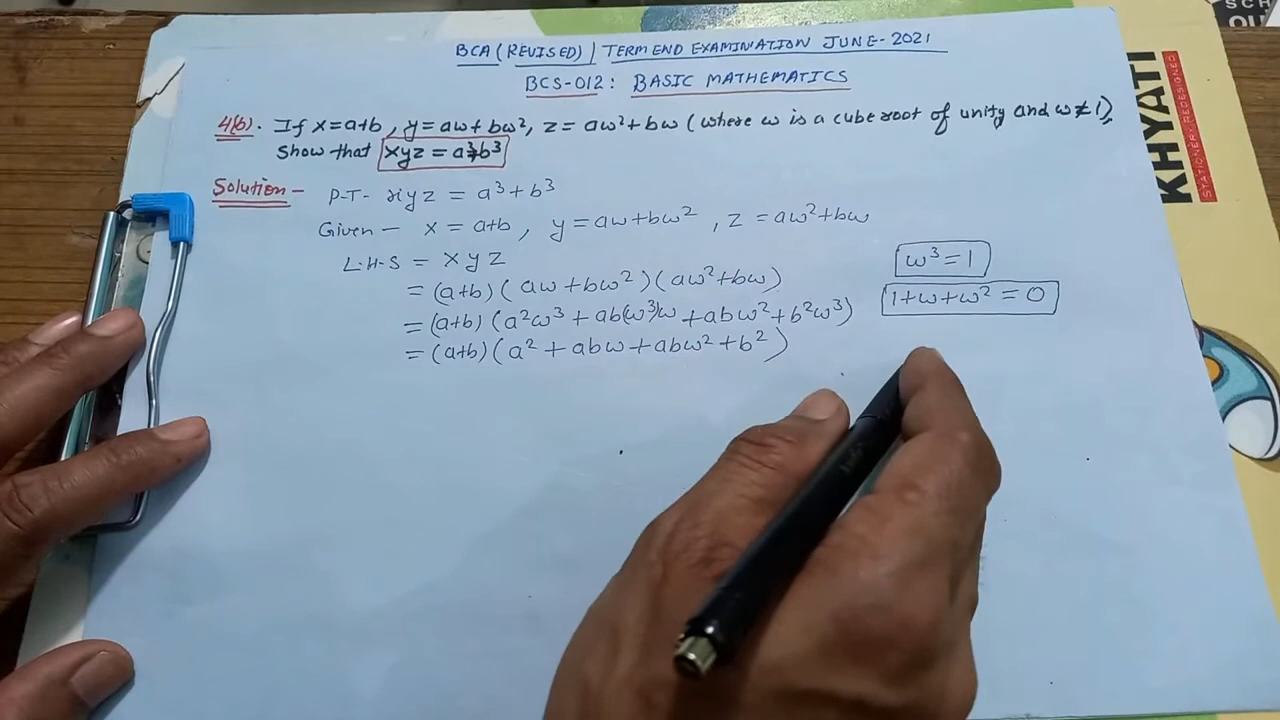 BCA (REVISED) / TERM END EXAMINATION JUNE-2021
BCS-012: BASIC MATHEMATICS
4(b). If x=a+b, y=aω+bω², z=aω²+bω (where ω is a cube root of unity and ω≠1),
Show that xyz = a³+b³
Solution-
P.T- xyz = a³+b³
Given - x = a+b, y = aω+bω², z = aω²+bω
L.H.S = xyz
= (a+b)(aω+bω²)(aω²+bω)
ω³=1
= (a+b)(a²ω³ + ab(ω³)ω + abω² + b²ω³)
1+ω+ω² = 0
= (a+b)(a² + abω + abω² + b²)
KHYATI
STATIONERY. REDESIGNED
SCH